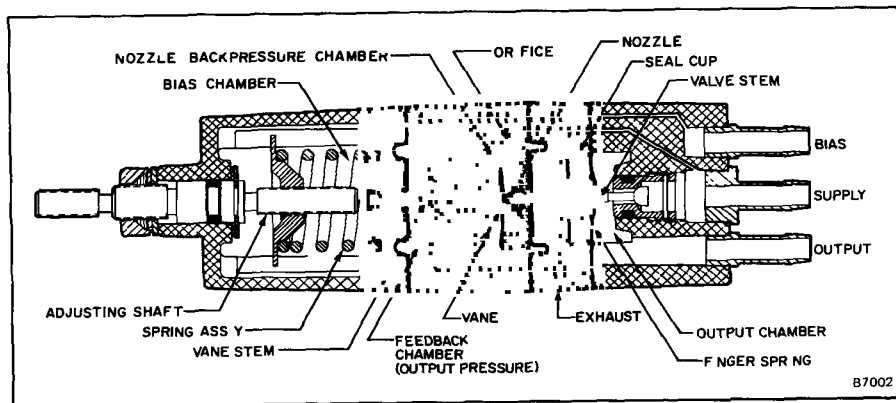 NOZZLE BACKPRESSURE CHAMBER
OR FICE
NOZZLE
BIAS CHAMBER
SEAL CUP
VALVE STEM
BIAS
SUPPLY
OUTPUT
ADJUSTING SHAFT
SPRING ASS Y
VANE STEM
FEEDBACK
CHAMBER
(OUTPUT PRESSURE)
VANE
EXHAUST
OUTPUT CHAMBER
F NGER SPR NG
B7002